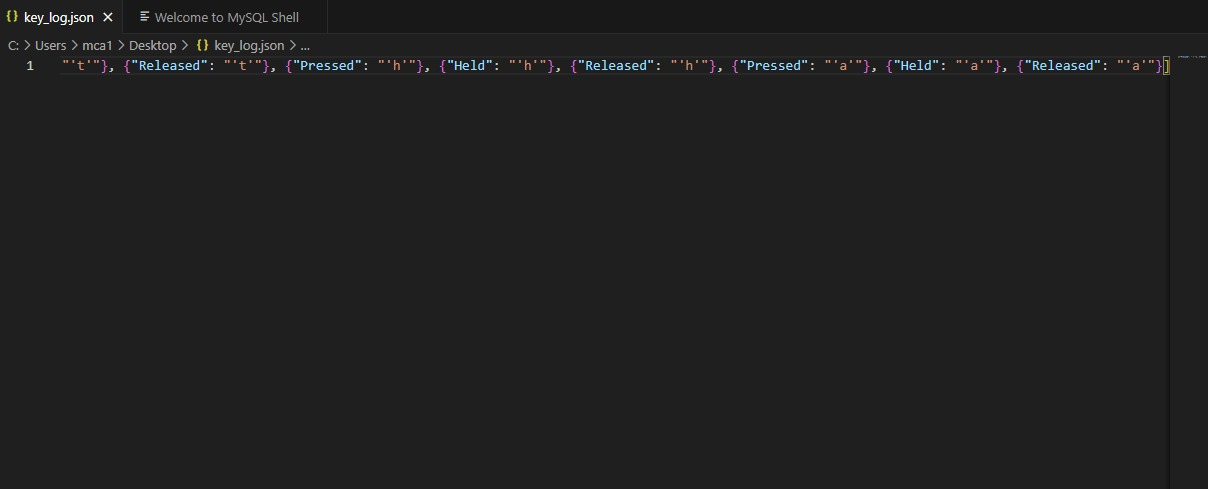 {} key_log.json × Welcome to MySQL Shell
C: > Users > mca1 > Desktop > {} key_log.json > ...
1 "'t'"}, {"Released": "'t'"}, {"Pressed": "'h'"}, {"Held": "'h'"}, {"Released": "'h'"}, {"Pressed": "'a'"}, {"Held": "'a'"}, {"Released": "'a'"}]